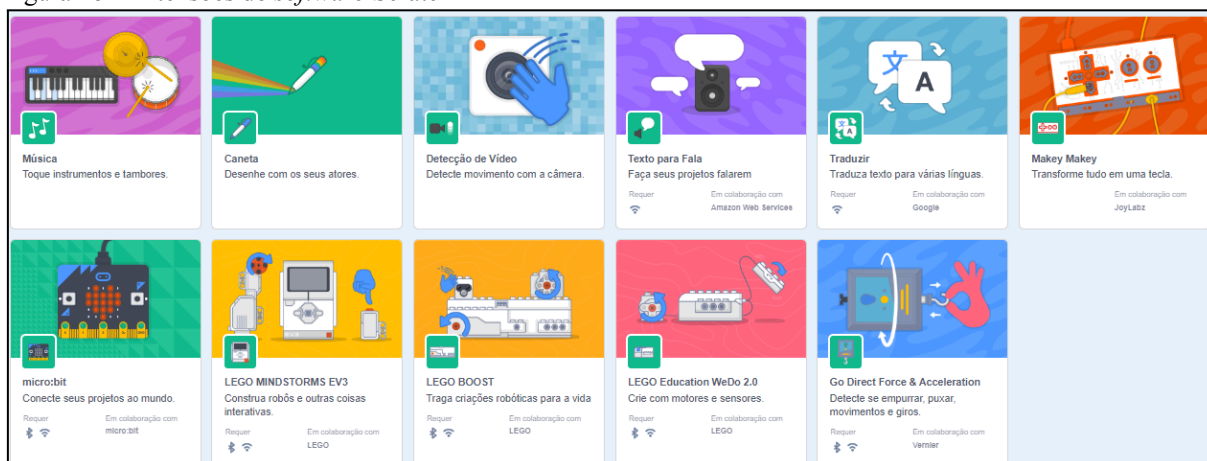 Figura Extensões do software Scratch
文
A
Música
Toque instrumentos e tambores.
Caneta
Desenhe com os seus atores.
Detecção de Vídeo
Detecte movimento com a câmera.
Texto para Fala
Faça seus projetos falarem
Requer
Em colaboração com
Amazon Web Services
Traduzir
Traduza texto para várias línguas.
Requer
Em colaboração com
Google
Makey Makey
Transforme tudo em uma tecla.
Em colaboração com
JoyLabz
micro:bit
Conecte seus projetos ao mundo.
Requer
Em colaboração com
micro:bit
LEGO MINDSTORMS EV3
Construa robôs e outras coisas
interativas.
Requer
Em colaboração com
LEGO
LEGO BOOST
Traga criações robóticas para a vida
Requer
Em colaboração com
LEGO
LEGO Education WeDo 2.0
Crie com motores e sensores.
Requer
Em colaboração com
LEGO
Go Direct Force & Acceleration
Detecte se empurrar, puxar,
movimentos e giros.
Requer
Em colaboração com
Vernier